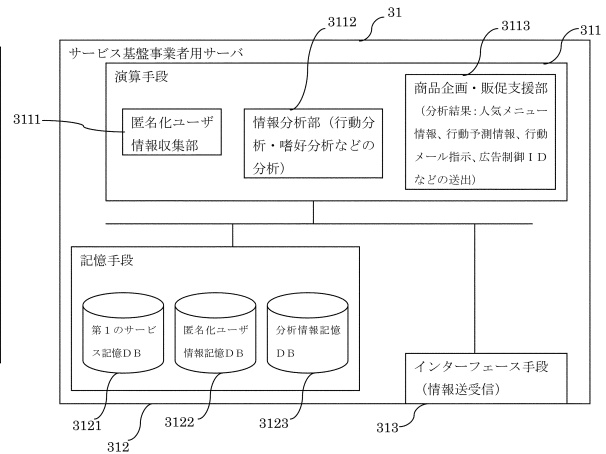 31
3112
3113
311
サービス基盤事業者用サーバ
演算手段
3111
匿名化ユーザ
情報収集部
情報分析部（行動分
析・嗜好分析などの
分析）
商品企画・販促支援部
（分析結果：人気メニュー
情報、行動予測情報、行動
メール指示、広告制御ＩＤ
などの送出）
記憶手段
第１のサービ
ス記憶ＤＢ
匿名化ユーザ
情報記憶ＤＢ
分析情報記憶
ＤＢ
インターフェース手段
（情報送受信）
3121
3122
3123
312
313